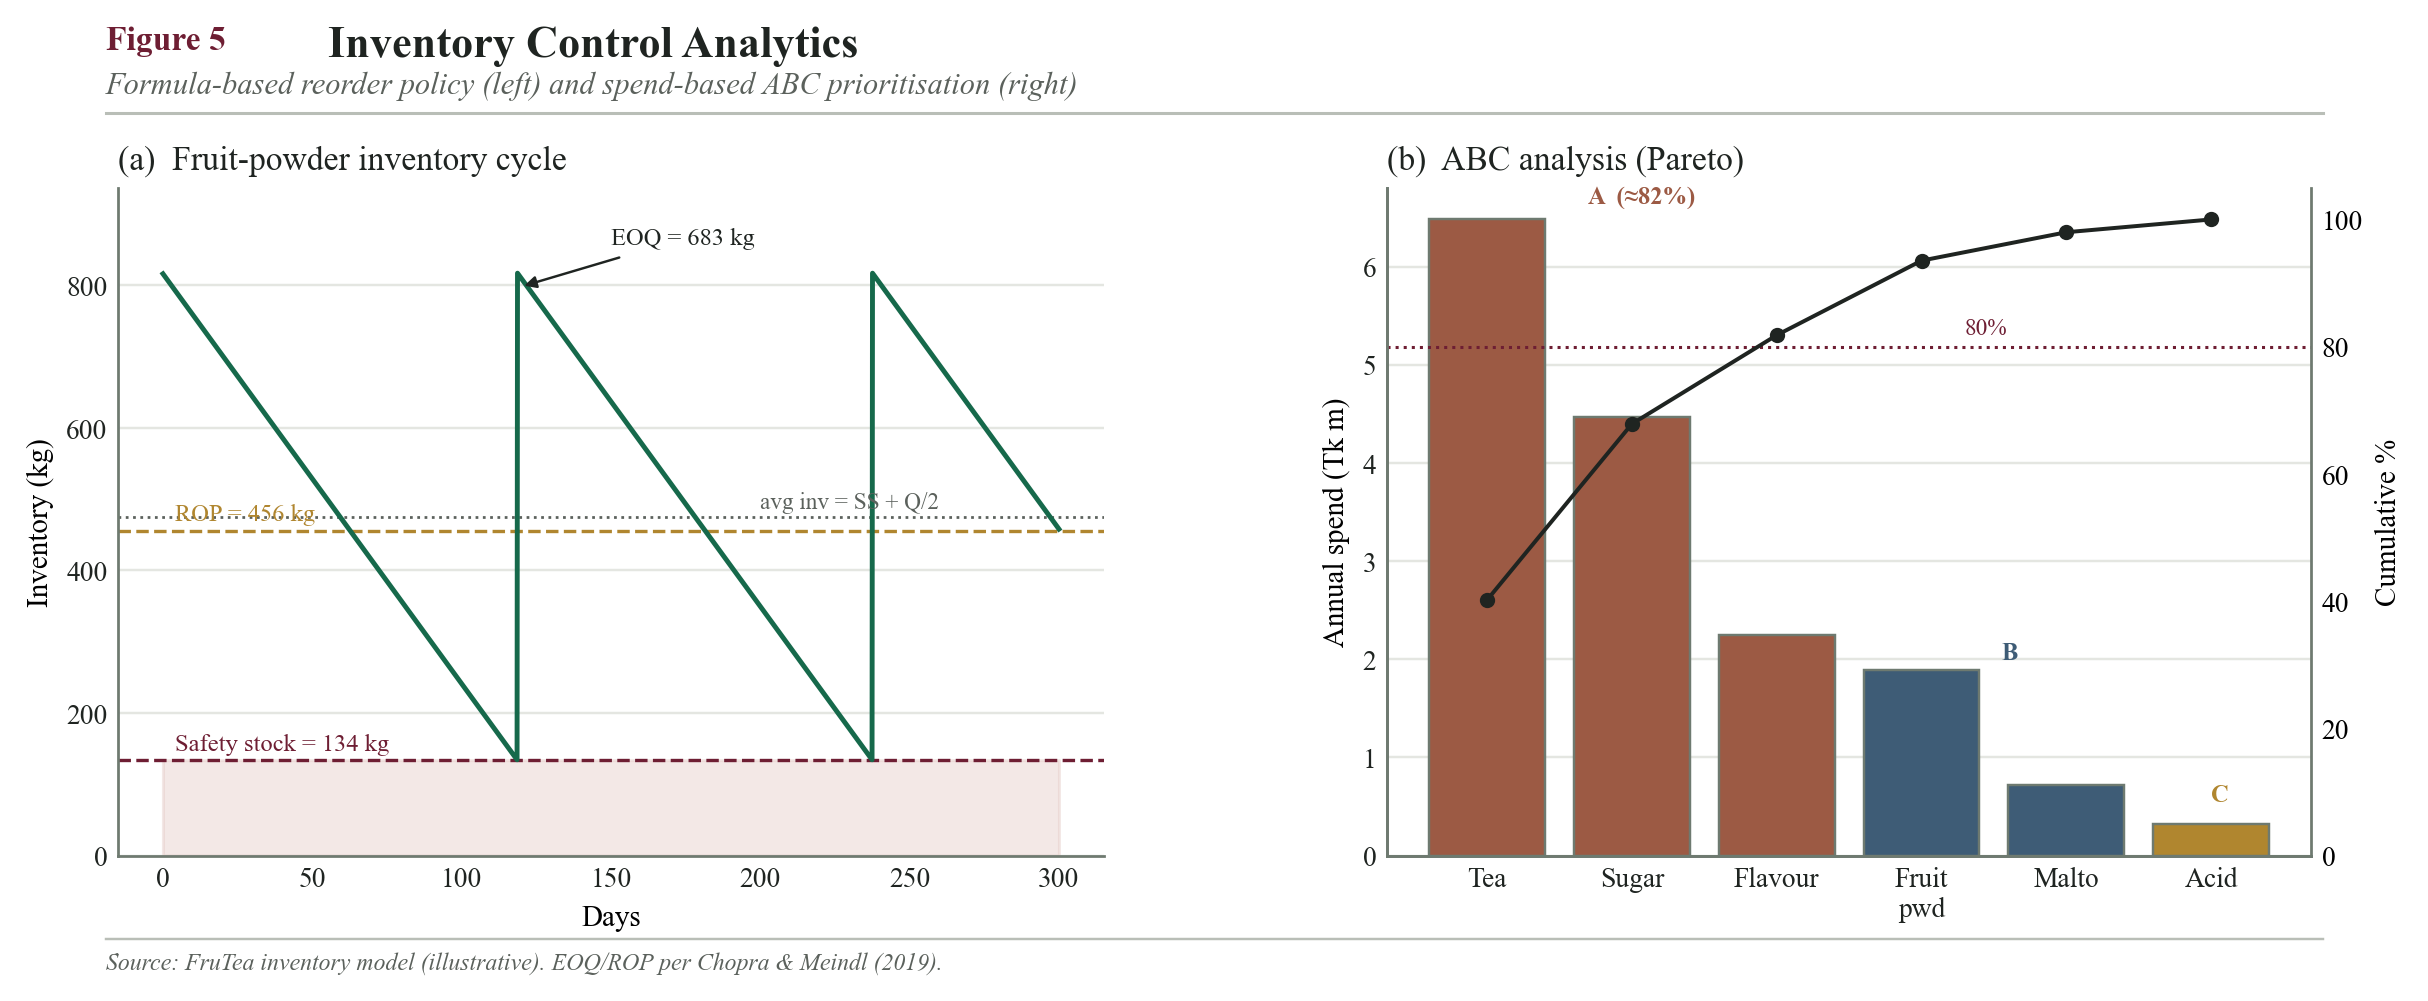 Figure 5 Inventory Control Analytics
Formula-based reorder policy (left) and spend-based ABC prioritisation (right)
(a) Fruit-powder inventory cycle
Inventory (kg)
800
600
400
200
0
EOQ = 683 kg
avg inv = SS + Q/2
ROP = 456 kg
Safety stock = 134 kg
0 50 100 150 200 250 300
Days
(b) ABC analysis (Pareto)
Annual spend (Tk m)
6
5
4
3
2
1
0
A (≈82%)
80%
B
C
100
80
60
40
20
0
Cumulative %
Tea Sugar Flavour Fruit Malto Acid
pwd
Source: FruTea inventory model (illustrative). EOQ/ROP per Chopra & Meindl (2019).